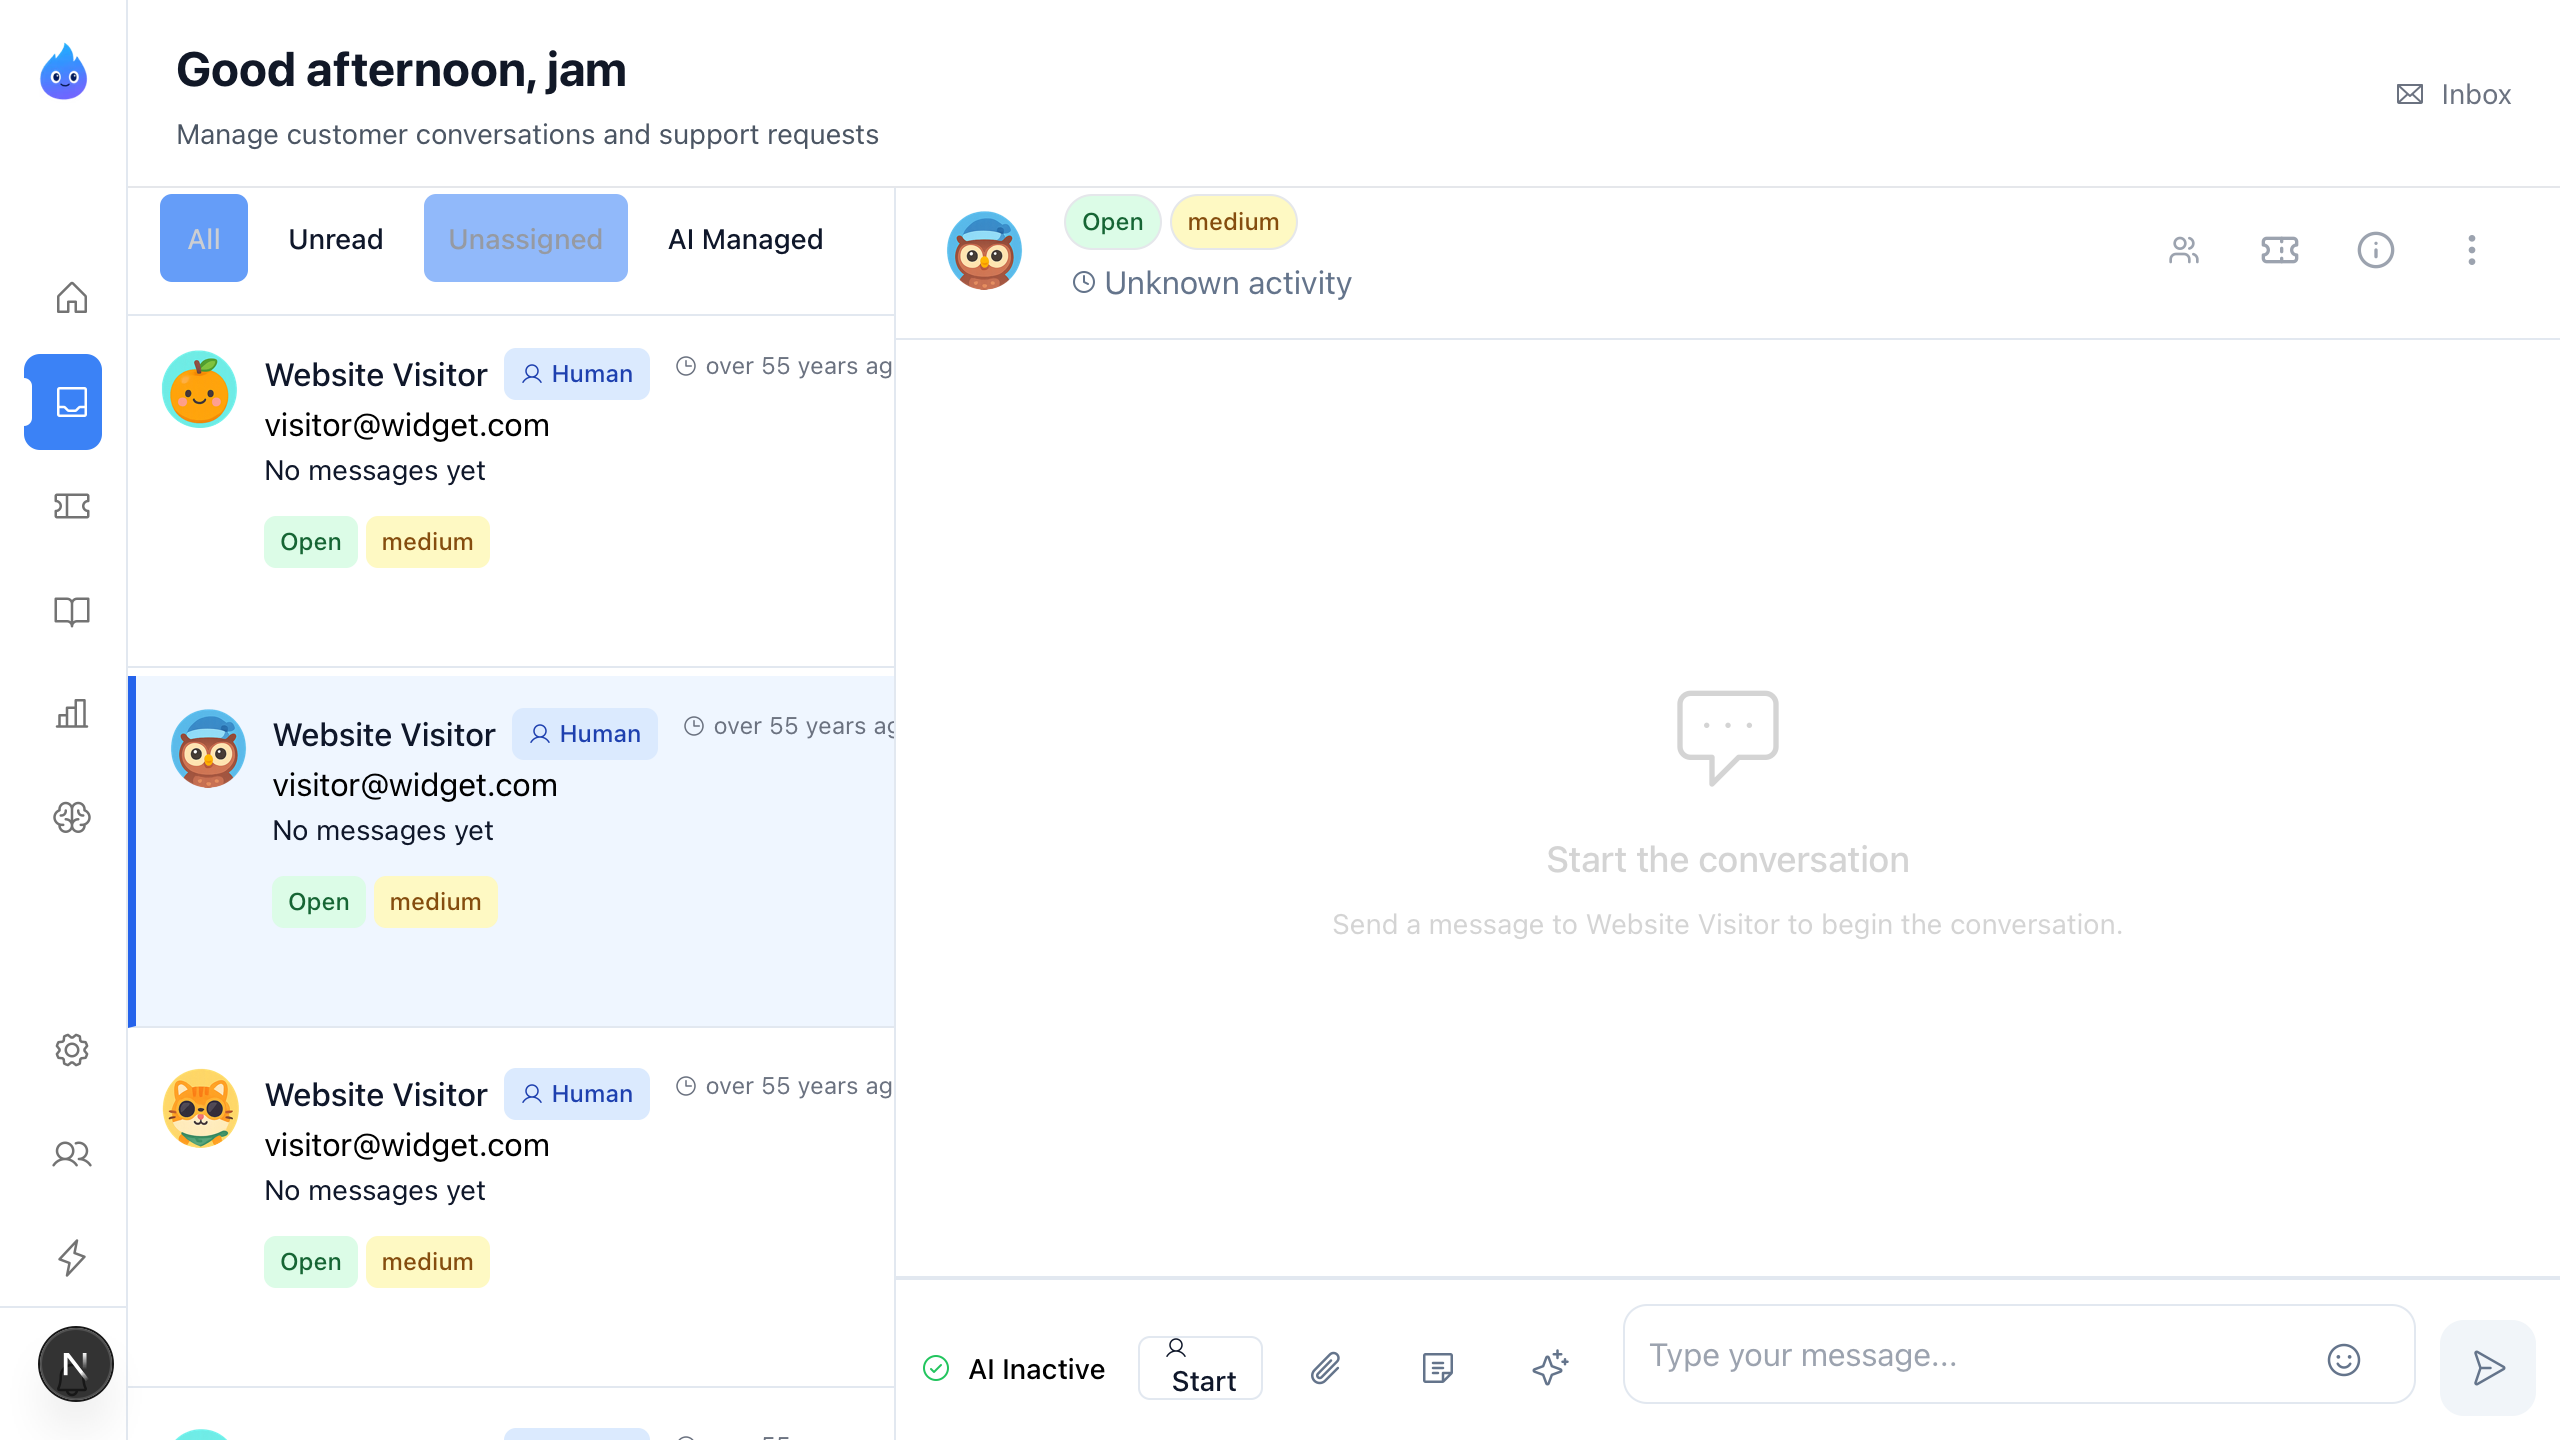 Good afternoon, jam
Manage customer conversations and support requests
Inbox
All
Unread
Unassigned
AI Managed
Website Visitor
Human
over 55 years ag
visitor@widget.com
No messages yet
Open
medium
Website Visitor
Human
over 55 years ag
visitor@widget.com
No messages yet
Open
medium
Website Visitor
Human
over 55 years ag
visitor@widget.com
No messages yet
Open
medium
Open
medium
Unknown activity
Start the conversation
Send a message to Website Visitor to begin the conversation.
AI Inactive
Start
Type your message...
N